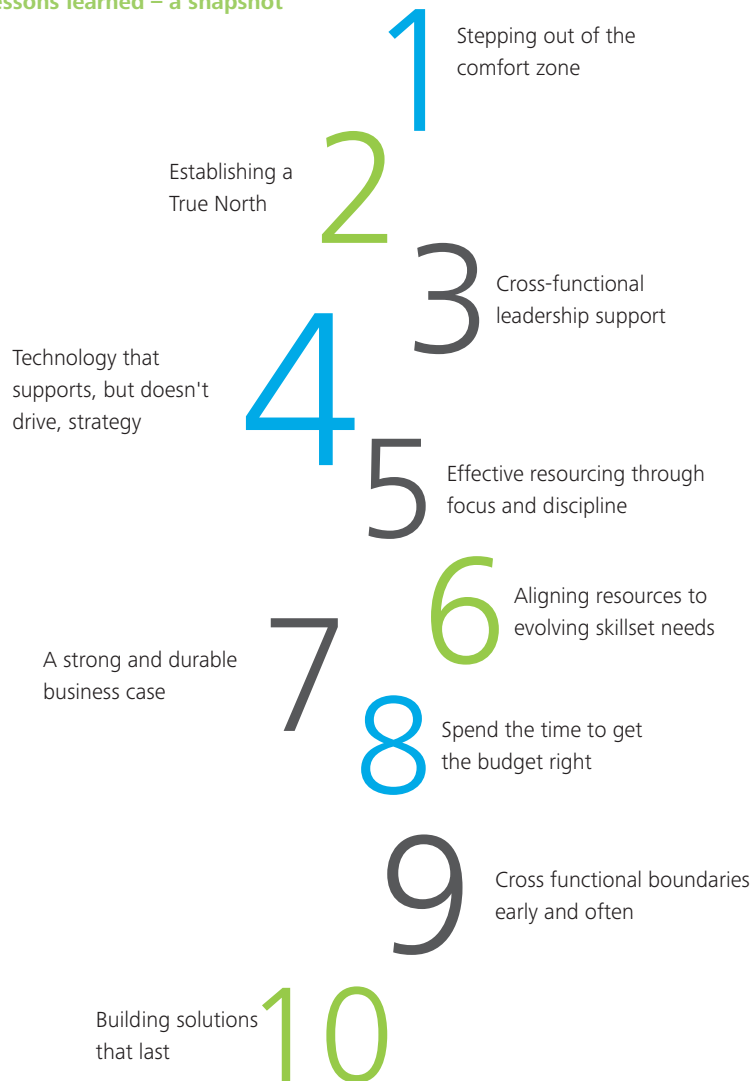 essons learned – a snapshot
1
Stepping out of the
comfort zone
2
Establishing a
True North
3
Cross-functional
leadership support
4
Technology that
supports, but doesn't
drive, strategy
5
Effective resourcing through
focus and discipline
6
Aligning resources to
evolving skillset needs
7
A strong and durable
business case
8
Spend the time to get
the budget right
9
Cross functional boundaries
early and often
10
Building solutions
that last